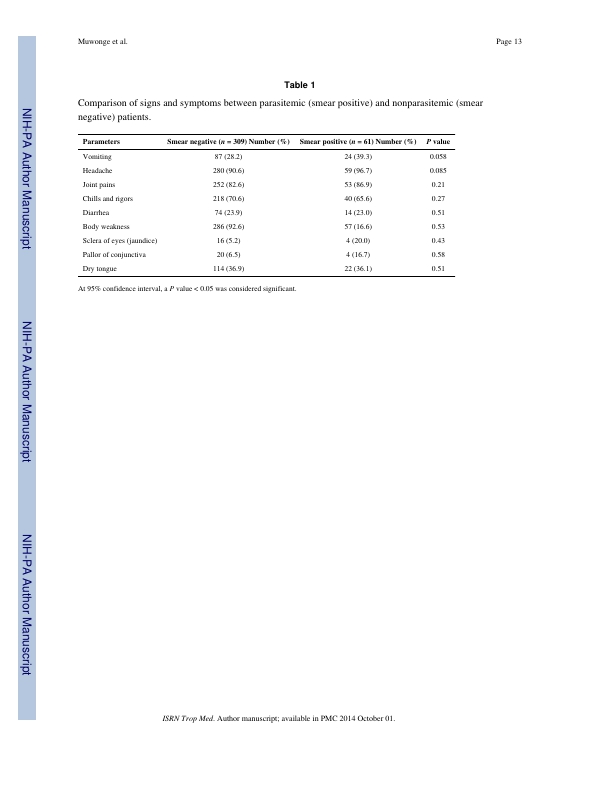 Muwonge et al.
Page 13
Table 1
Comparison of signs and symptoms between parasitemic (smear positive) and nonparasitemic (smear
negative) patients.
Parameters Smear negative (n = 309) Number (%) Smear positive (n = 61) Number (%) P value
Vomiting 87 (28.2) 24 (39.3) 0.058
Headache 280 (90.6) 59 (96.7) 0.085
Joint pains 252 (82.6) 53 (86.9) 0.21
Chills and rigors 218 (70.6) 40 (65.6) 0.27
Diarrhea 74 (23.9) 14 (23.0) 0.51
Body weakness 286 (92.6) 57 (16.6) 0.53
Sclera of eyes (jaundice) 16 (5.2) 4 (20.0) 0.43
Pallor of conjunctiva 20 (6.5) 4 (16.7) 0.58
Dry tongue 114 (36.9) 22 (36.1) 0.51
At 95% confidence interval, a P value < 0.05 was considered significant.
NIH-PA Author Manuscript
NIH-PA Author Manuscript
NIH-PA Author Manuscript
ISRN Trop Med. Author manuscript; available in PMC 2014 October 01.